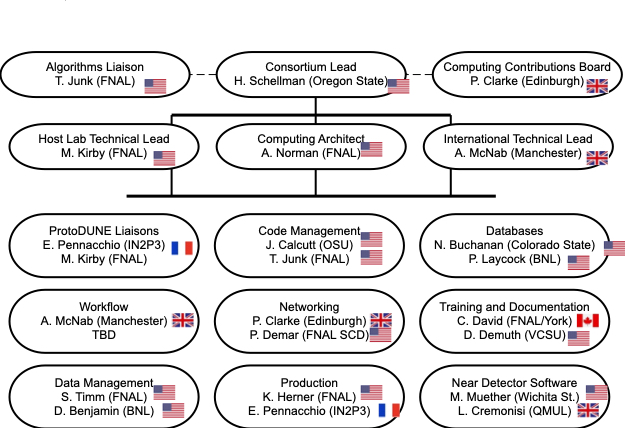 Algorithms Liaison
T. Junk (FNAL)
Consortium Lead
H. Schellman (Oregon State)
Computing Contributions Board
P. Clarke (Edinburgh)
Host Lab Technical Lead
M. Kirby (FNAL)
Computing Architect
A. Norman (FNAL)
International Technical Lead
A. McNab (Manchester)
ProtoDUNE Liaisons
E. Pennacchio (IN2P3)
M. Kirby (FNAL)
Code Management
J. Calcutt (OSU)
T. Junk (FNAL)
Databases
N. Buchanan (Colorado State)
P. Laycock (BNL)
Workflow
A. McNab (Manchester)
TBD
Networking
P. Clarke (Edinburgh)
P. Demar (FNAL SCD)
Training and Documentation
C. David (FNAL/York)
D. Demuth (VCSU)
Data Management
S. Timm (FNAL)
D. Benjamin (BNL)
Production
K. Herner (FNAL)
E. Pennacchio (IN2P3)
Near Detector Software
M. Muether (Wichita St.)
L. Cremonisi (QMUL)